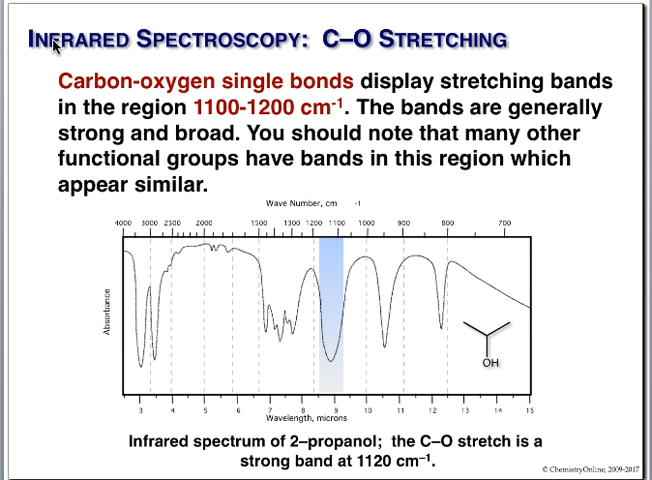 INFRARED SPECTROSCOPY: C–O STRETCHING
Carbon-oxygen single bonds display stretching bands
in the region 1100-1200 cm-1. The bands are generally
strong and broad. You should note that many other
functional groups have bands in this region which
appear similar.
Wave Number, cm -1
4000 3000 2500 2000 1500 1300 1200 1100 1000 900 800 700
Absorbance
OH
3 4 5 6 7 8 9 10 11 12 13 14 15
Wavelength, microns
Infrared spectrum of 2–propanol; the C–O stretch is a
strong band at 1120 cm–1.
© ChemistryOnline, 2009-2017